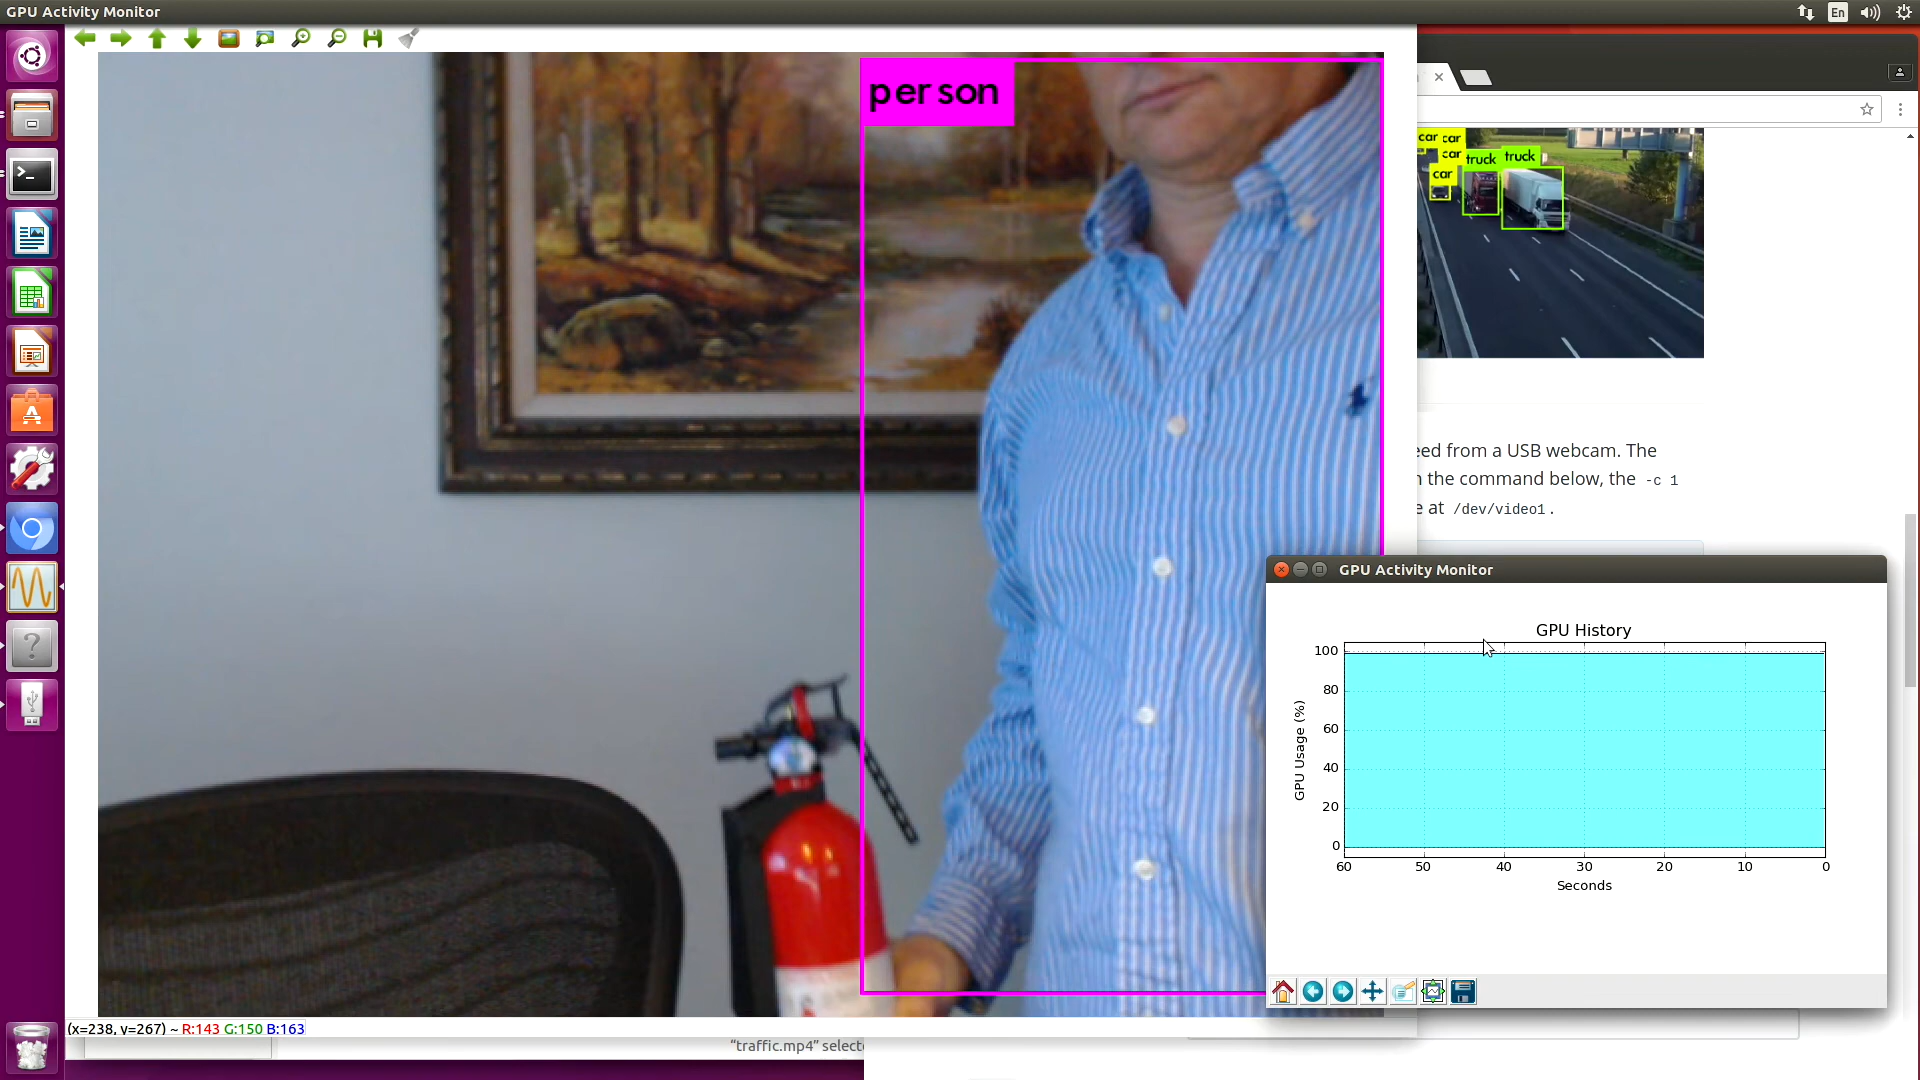 GPU Activity Monitor
En
person
car car
car
truck truck
car
eed from a USB webcam. The
n the command below, the -c 1
e at /dev/video1.
GPU Activity Monitor
GPU History
100
80
60
40
20
0
GPU Usage (%)
60 50 40 30 20 10 0
Seconds
(x=238, y=267) ~ R:143 G:150 B:163
“traffic.mp4” selecte